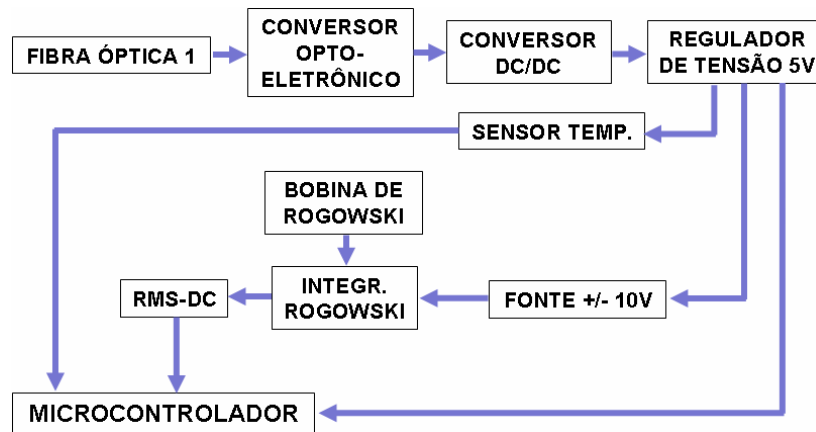 FIBRA ÓPTICA 1
CONVERSOR
OPTO-
ELETRÔNICO
CONVERSOR
DC/DC
REGULADOR
DE TENSÃO 5V
SENSOR TEMP.
BOBINA DE
ROGOWSKI
RMS-DC
INTEGR.
ROGOWSKI
FONTE +/- 10V
MICROCONTROLADOR